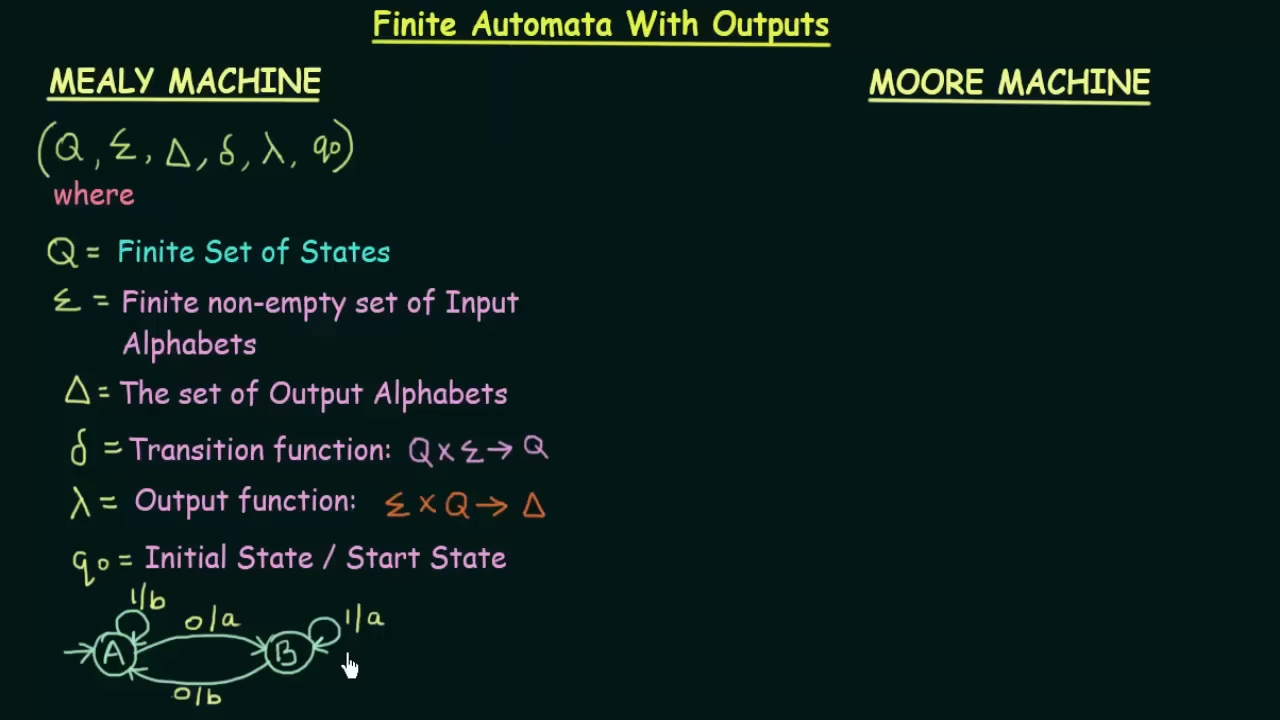 Finite Automata With Outputs
MEALY MACHINE
MOORE MACHINE
(Q, Σ, Δ, δ, λ, q0)
where
Q = Finite Set of States
Σ = Finite non-empty set of Input
Alphabets
Δ = The set of Output Alphabets
δ = Transition function: Q x Σ → Q
λ = Output function: Σ x Q → Δ
q0 = Initial State / Start State
1/b
0/a
1/a
A
B
0/b